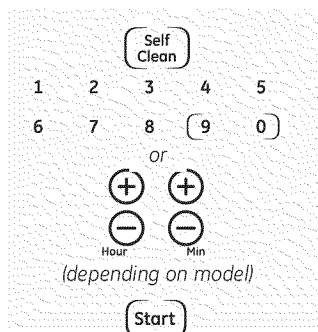 Self
Clean
1 2 3 4 5
6 7 8 9 0
or
+ +
− −
Hour Min
(depending on model)
Start